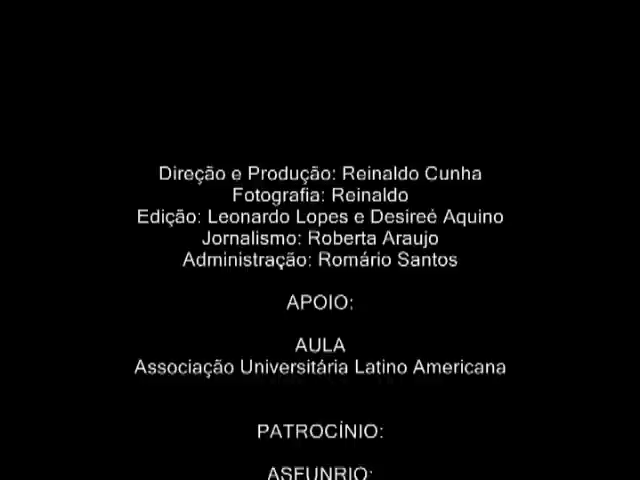 Direção e Produção: Reinaldo Cunha
Fotografia: Reinaldo
Edição: Leonardo Lopes e Desireé Aquino
Jornalismo: Roberta Araujo
Administração: Romário Santos
APOIO:
AULA
Associação Universitária Latino Americana
PATROCÍNIO:
ASFUNRIO: